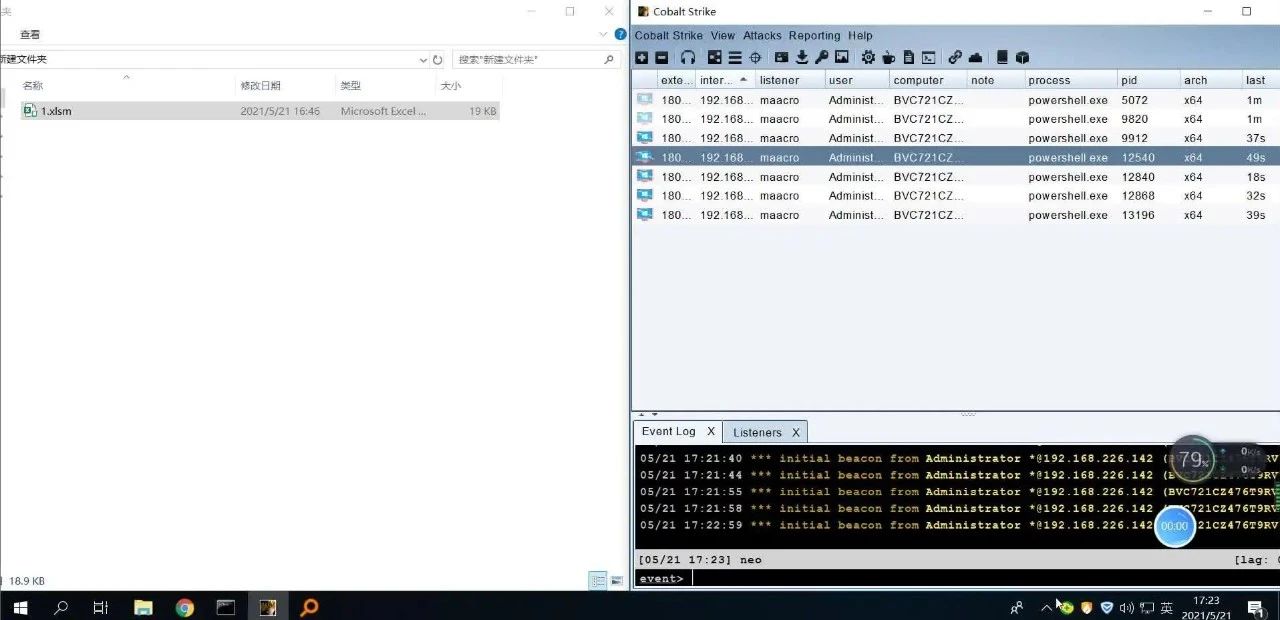 夹
查看
新建文件夹
搜索"新建文件夹"
名称
修改日期
类型
大小
1.xlsm
2021/5/21 16:46
Microsoft Excel ...
19 KB
18.9 KB
Cobalt Strike
Cobalt Strike View Attacks Reporting Help
exte... inter... listener user computer note process pid arch last
180... 192.168... maacro Administ... BVC721CZ... powershell.exe 5072 x64 1m
180... 192.168... maacro Administ... BVC721CZ... powershell.exe 9820 x64 1m
180... 192.168... maacro Administ... BVC721CZ... powershell.exe 9912 x64 37s
180... 192.168... maacro Administ... BVC721CZ... powershell.exe 12540 x64 49s
180... 192.168... maacro Administ... BVC721CZ... powershell.exe 12840 x64 18s
180... 192.168... maacro Administ... BVC721CZ... powershell.exe 12868 x64 32s
180... 192.168... maacro Administ... BVC721CZ... powershell.exe 13196 x64 39s
Event Log X Listeners X
05/21 17:21:40 *** initial beacon from Administrator *@192.168.226.142
05/21 17:21:44 *** initial beacon from Administrator *@192.168.226.142
05/21 17:21:55 *** initial beacon from Administrator *@192.168.226.142 (BVC721CZ476T9RV
05/21 17:21:58 *** initial beacon from Administrator *@192.168.226.142
05/21 17:22:59 *** initial beacon from Administrator *@192.168.226.142
79%
0K/s
0K/s
00:00
[05/21 17:23] neo
[lag: 0
event>
英
17:23
2021/5/21
1